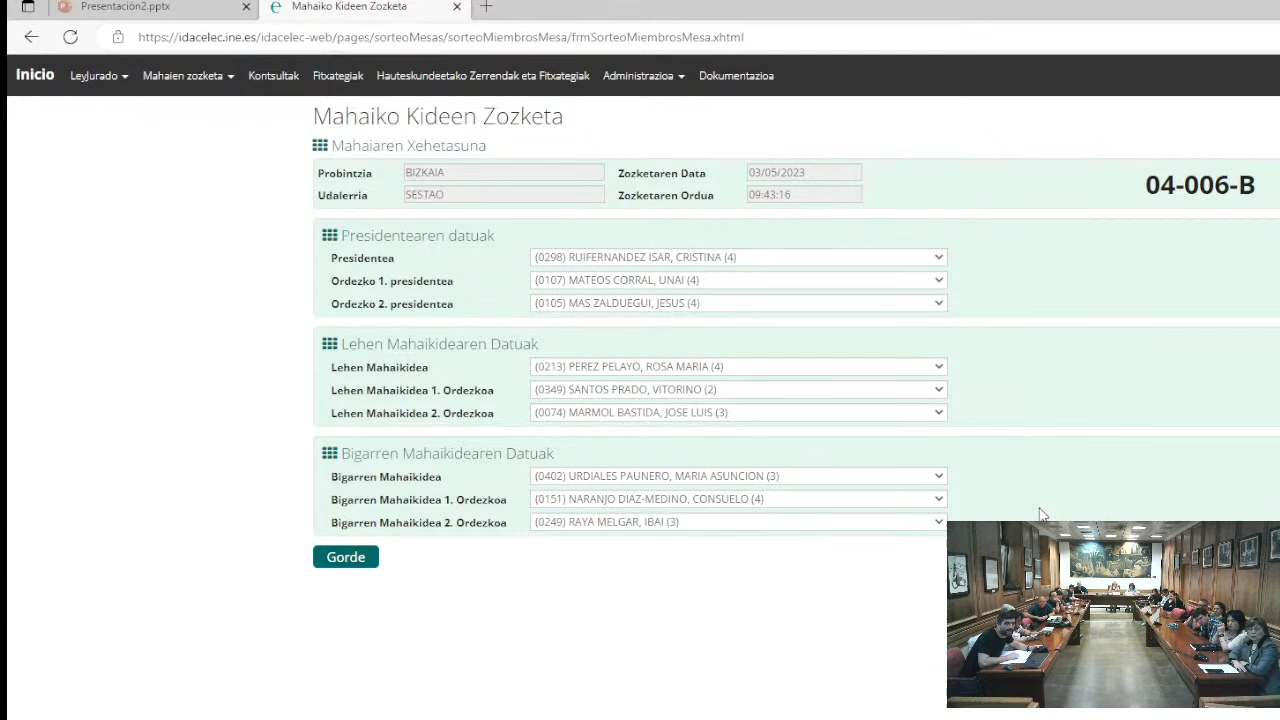 Presentación2.pptx
Mahaiko Kideen Zozketa
https://idacelec.ine.es/idacelec-web/pages/sorteoMesas/sorteoMiembrosMesa/frmSorteoMiembrosMesa.xhtml
Inicio LeyJurado Mahaien zozketa Kontsultak Fitxategiak Hauteskundeetako Zerrendak eta Fitxategiak Administrazioa Dokumentazioa
Mahaiko Kideen Zozketa
Mahaiaren Xehetasuna
Probintzia BIZKAIA Zozketaren Data 03/05/2023
04-006-B
Udalerria SESTAO Zozketaren Ordua 09:43:16
Presidentearen datuak
Presidentea (0298) RUIFERNANDEZ ISAR, CRISTINA (4)
Ordezko 1. presidentea (0107) MATEOS CORRAL, UNAI (4)
Ordezko 2. presidentea (0105) MAS ZALDUEGUI, JESUS (4)
Lehen Mahaikidearen Datuak
Lehen Mahaikidea (0213) PEREZ PELAYO, ROSA MARIA (4)
Lehen Mahaikidea 1. Ordezkoa (0349) SANTOS PRADO, VITORINO (2)
Lehen Mahaikidea 2. Ordezkoa (0074) MARMOL BASTIDA, JOSE LUIS (3)
Bigarren Mahaikidearen Datuak
Bigarren Mahaikidea (0402) URDIALES PAUNERO, MARIA ASUNCION (3)
Bigarren Mahaikidea 1. Ordezkoa (0151) NARANJO DIAZ-MEDINO, CONSUELO (4)
Bigarren Mahaikidea 2. Ordezkoa (0249) RAYA MELGAR, IBAI (3)
Gorde